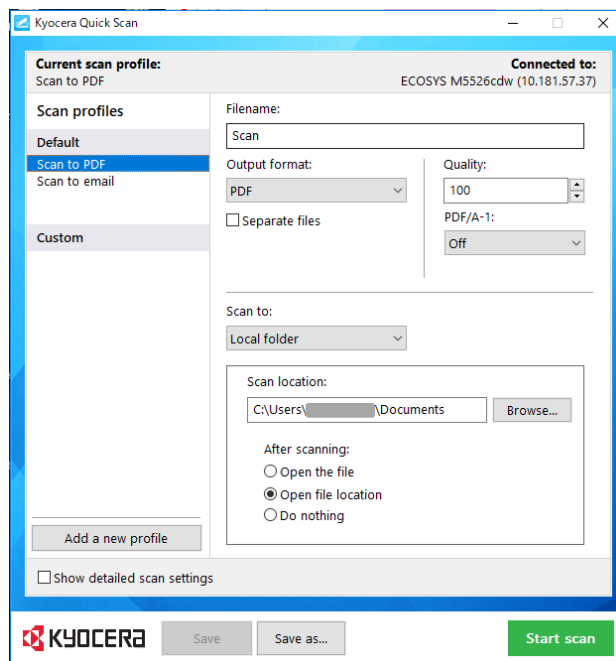 Kyocera Quick Scan
Current scan profile:
Scan to PDF
Connected to:
ECOSYS M5526cdw (10.181.57.37)
Scan profiles
Default
Scan to PDF
Scan to email
Custom
Add a new profile
Filename:
Scan
Output format:
PDF
Separate files
Quality:
100
PDF/A-1:
Off
Scan to:
Local folder
Scan location:
C:\Users\ \Documents
Browse...
After scanning:
Open the file
Open file location
Do nothing
Show detailed scan settings
KYOCERA
Save
Save as...
Start scan